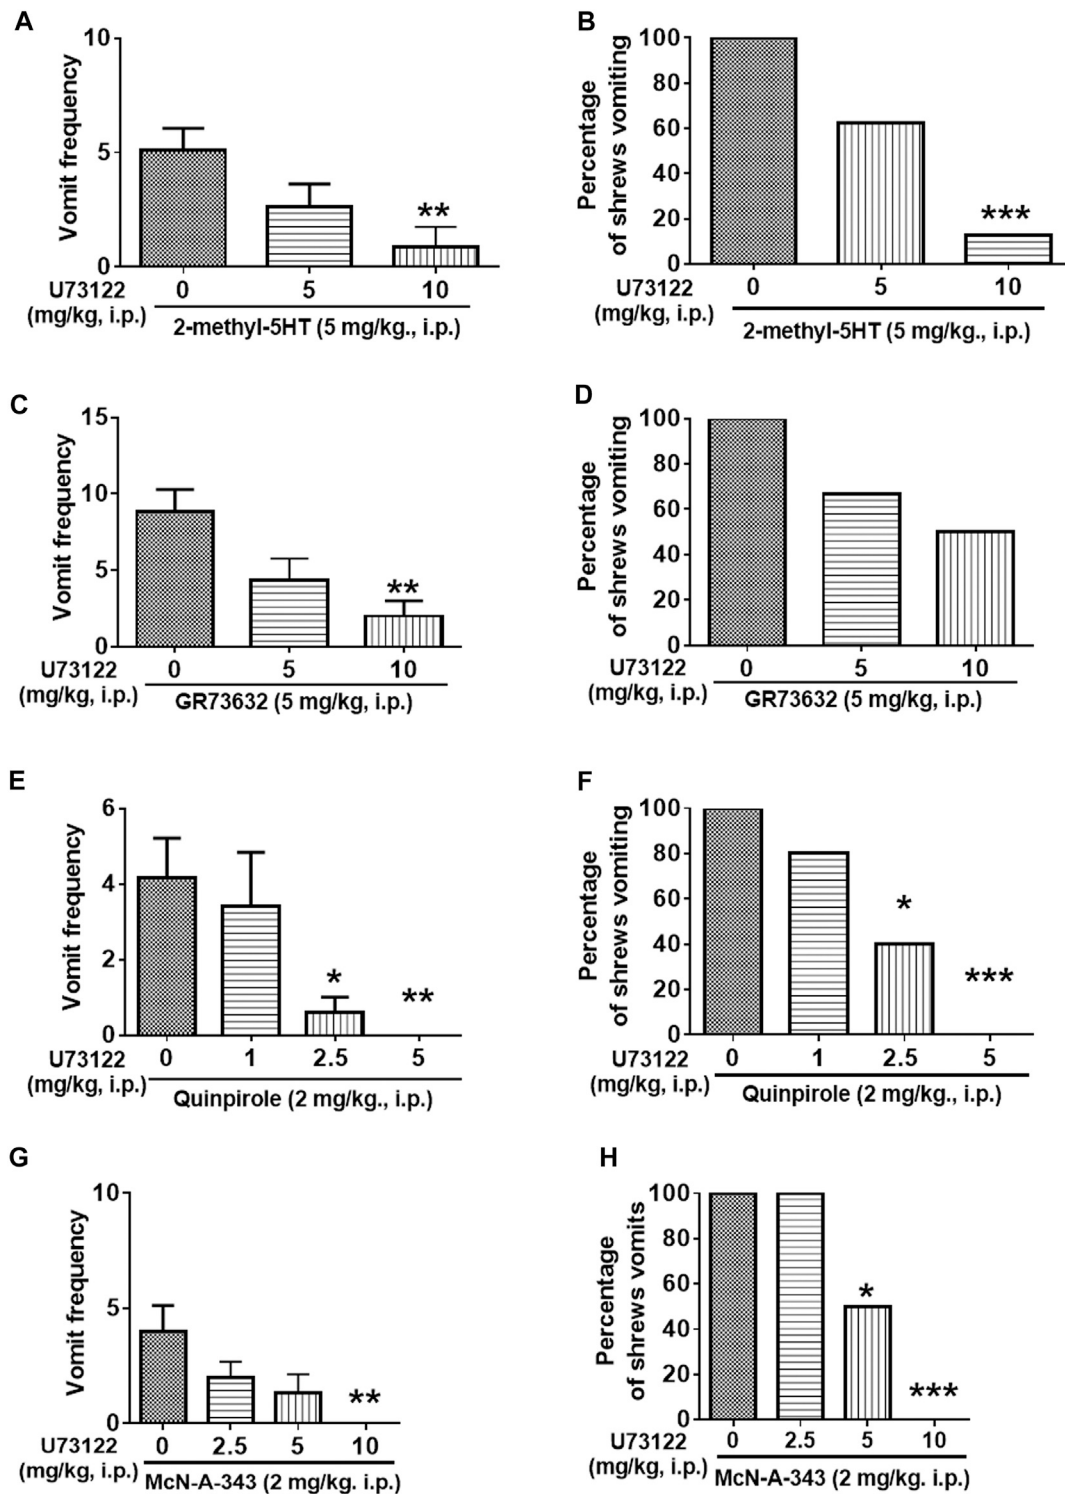 A
Vomit frequency
10
5
0
**
U73122
(mg/kg, i.p.)
0 5 10
2-methyl-5HT (5 mg/kg., i.p.)
B
Percentage
of shrews vomiting
100
80
60
40
20
0
***
U73122
(mg/kg, i.p.)
0 5 10
2-methyl-5HT (5 mg/kg., i.p.)
C
Vomit frequency
15
10
5
0
**
U73122
(mg/kg, i.p.)
0 5 10
GR73632 (5 mg/kg, i.p.)
D
Percentage
of shrews vomiting
100
80
60
40
20
0
U73122
(mg/kg, i.p.)
0 5 10
GR73632 (5 mg/kg, i.p.)
E
Vomit frequency
6
4
2
0
*
**
U73122
(mg/kg, i.p.)
0 1 2.5 5
Quinpirole (2 mg/kg., i.p.)
F
Percentage
of shrews vomiting
100
80
60
40
20
0
*
***
U73122
(mg/kg, i.p.)
0 1 2.5 5
Quinpirole (2 mg/kg., i.p.)
G
Vomit frequency
10
5
0
**
U73122
(mg/kg, i.p.)
0 2.5 5 10
McN-A-343 (2 mg/kg. i.p.)
H
Percentage
of shrews vomits
100
80
60
40
20
0
*
***
U73122
(mg/kg, i.p.)
0 2.5 5 10
McN-A-343 (2 mg/kg. i.p.)